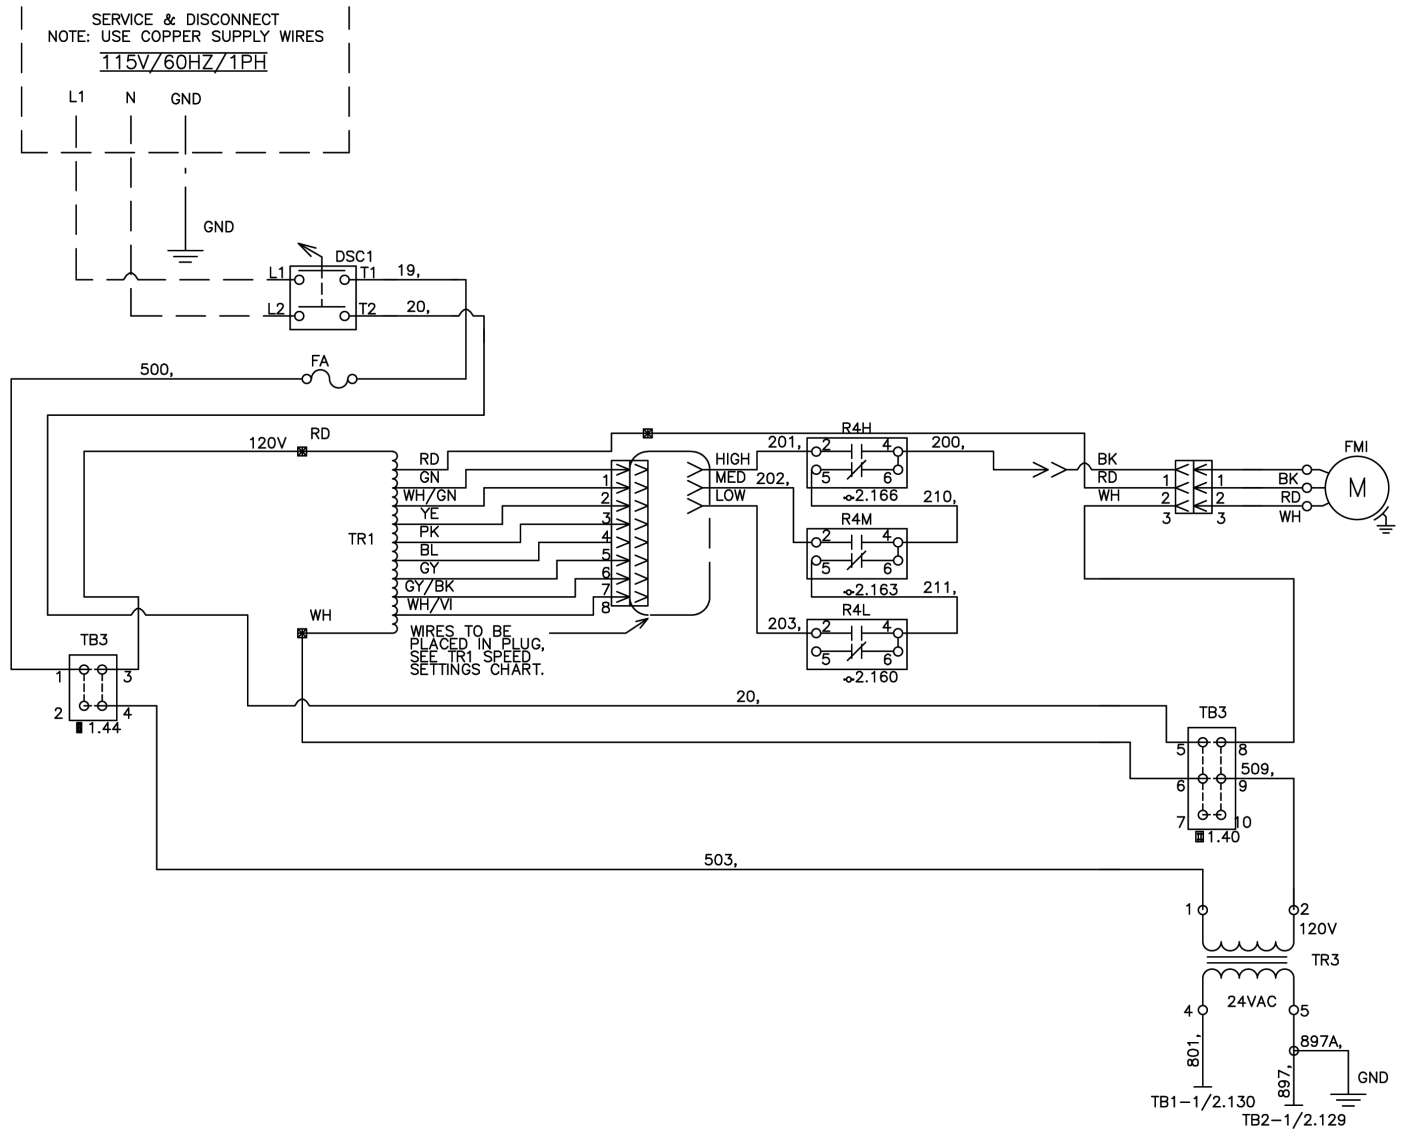 SERVICE & DISCONNECT
NOTE: USE COPPER SUPPLY WIRES
115V/60HZ/1PH
L1 N GND
GND
DSC1
L1 T1 19,
L2 T2 20,
FA
500,
RD
120V
TR1
WH
RD
GN
WH/GN
YE
PK
BL
GY
GY/BK
WH/VI
1
2
3
4
5
6
7
8
WIRES TO BE
PLACED IN PLUG,
SEE TR1 SPEED
SETTINGS CHART.
HIGH
MED
LOW
201,
202,
203,
R4H
2 4
5 6
2.166
200,
210,
R4M
2 4
5 6
2.163
211,
R4L
2 4
5 6
2.160
BK
RD
WH
1 1
2 2
3 3
BK
RD
WH
FM1
M
TB3
1 3
2 4
1.44
20,
TB3
5 8
509,
6 9
7 10
1.40
503,
1 2
120V
TR3
24VAC
4 5
801,
897A,
897,
GND
TB1-1/2.130
TB2-1/2.129